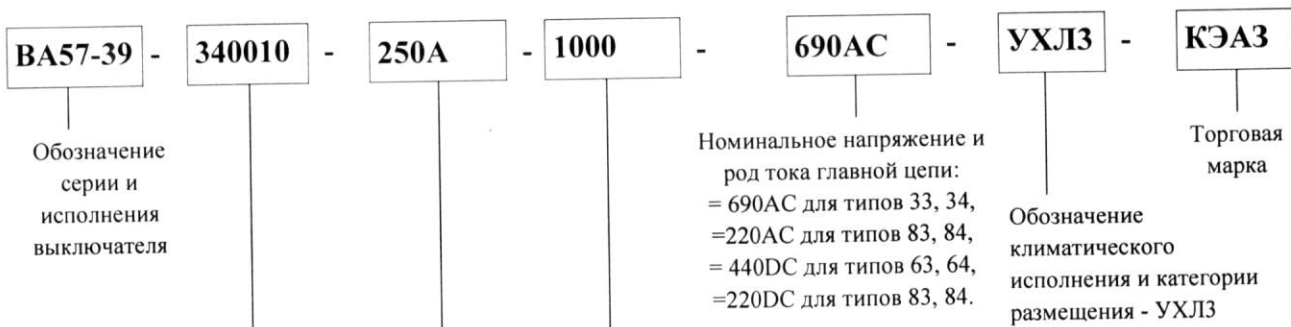 ВА57-39 - 340010 - 250А - 1000 - 690АС - УХЛ3 - КЭАЗ
Обозначение
серии и
исполнения
выключателя
Номинальное напряжение и
род тока главной цепи:
= 690АС для типов 33, 34,
=220АС для типов 83, 84,
= 440DC для типов 63, 64,
=220DC для типов 83, 84.
Обозначение
климатического
исполнения и категории
размещения - УХЛ3
Торговая
марка